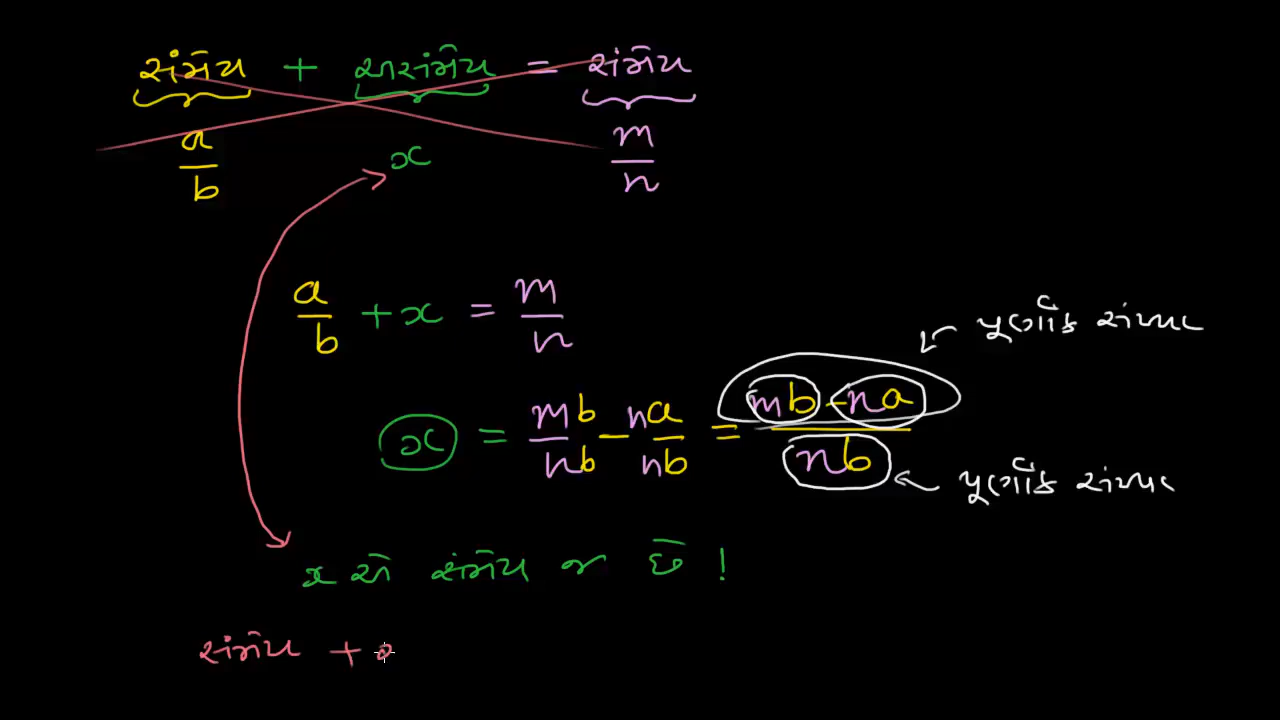 સંમેય + અસંમેય = સંમેય
a/b x m/n
a/b + x = m/n
પૂર્ણાંક સંખ્યા
x = mb/nb - na/nb = mb - na/nb
પૂર્ણાંક સંખ્યા
x એ સંમેય જ છે !
સંમેય +